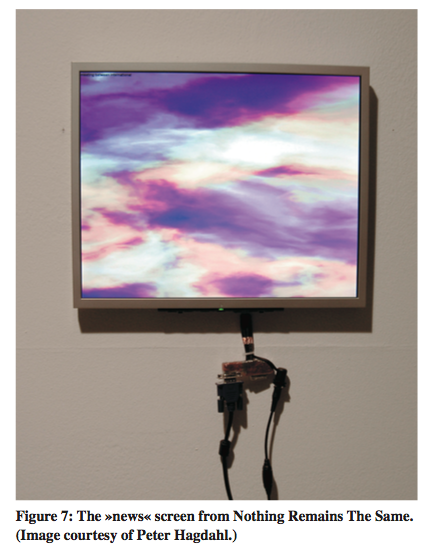 Figure 7: The »news« screen from Nothing Remains The Same.
(Image courtesy of Peter Hagdahl.)